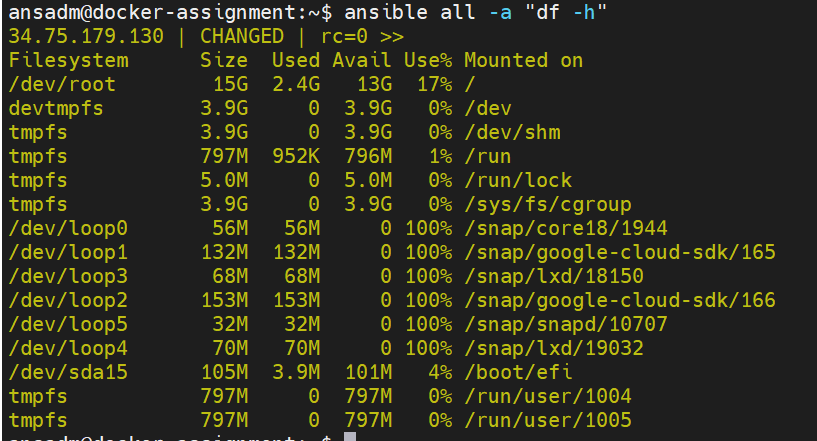 ansadm@docker-assignment:~$ ansible all -a "df -h"
34.75.179.130 | CHANGED | rc=0 >>
Filesystem      Size  Used Avail Use% Mounted on
/dev/root        15G  2.4G   13G  17% /
devtmpfs        3.9G     0  3.9G   0% /dev
tmpfs           3.9G     0  3.9G   0% /dev/shm
tmpfs           797M  952K  796M   1% /run
tmpfs           5.0M     0  5.0M   0% /run/lock
tmpfs           3.9G     0  3.9G   0% /sys/fs/cgroup
/dev/loop0       56M   56M     0 100% /snap/core18/1944
/dev/loop1      132M  132M     0 100% /snap/google-cloud-sdk/165
/dev/loop3       68M   68M     0 100% /snap/lxd/18150
/dev/loop2      153M  153M     0 100% /snap/google-cloud-sdk/166
/dev/loop5       32M   32M     0 100% /snap/snapd/10707
/dev/loop4       70M   70M     0 100% /snap/lxd/19032
/dev/sda15      105M  3.9M  101M   4% /boot/efi
tmpfs           797M     0  797M   0% /run/user/1004
tmpfs           797M     0  797M   0% /run/user/1005
ansadm@docker-assignment:~$